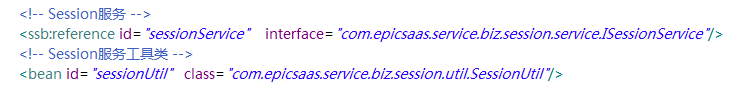 <!-- Session服务 -->
<ssb:reference id="sessionService" interface="com.epicsaas.service.biz.session.service.ISessionService"/>
<!-- Session服务工具类 -->
<bean id="sessionUtil" class="com.epicsaas.service.biz.session.util.SessionUtil"/>